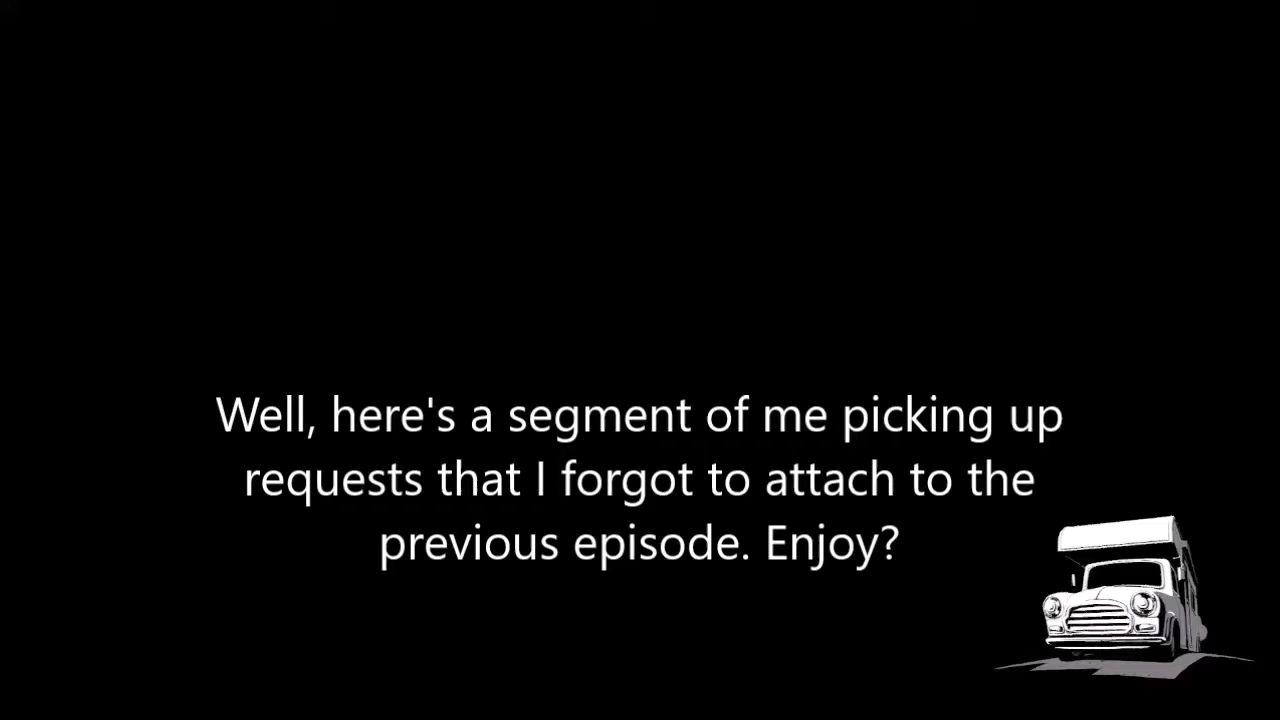 Well, here's a segment of me picking up
requests that I forgot to attach to the
previous episode. Enjoy?